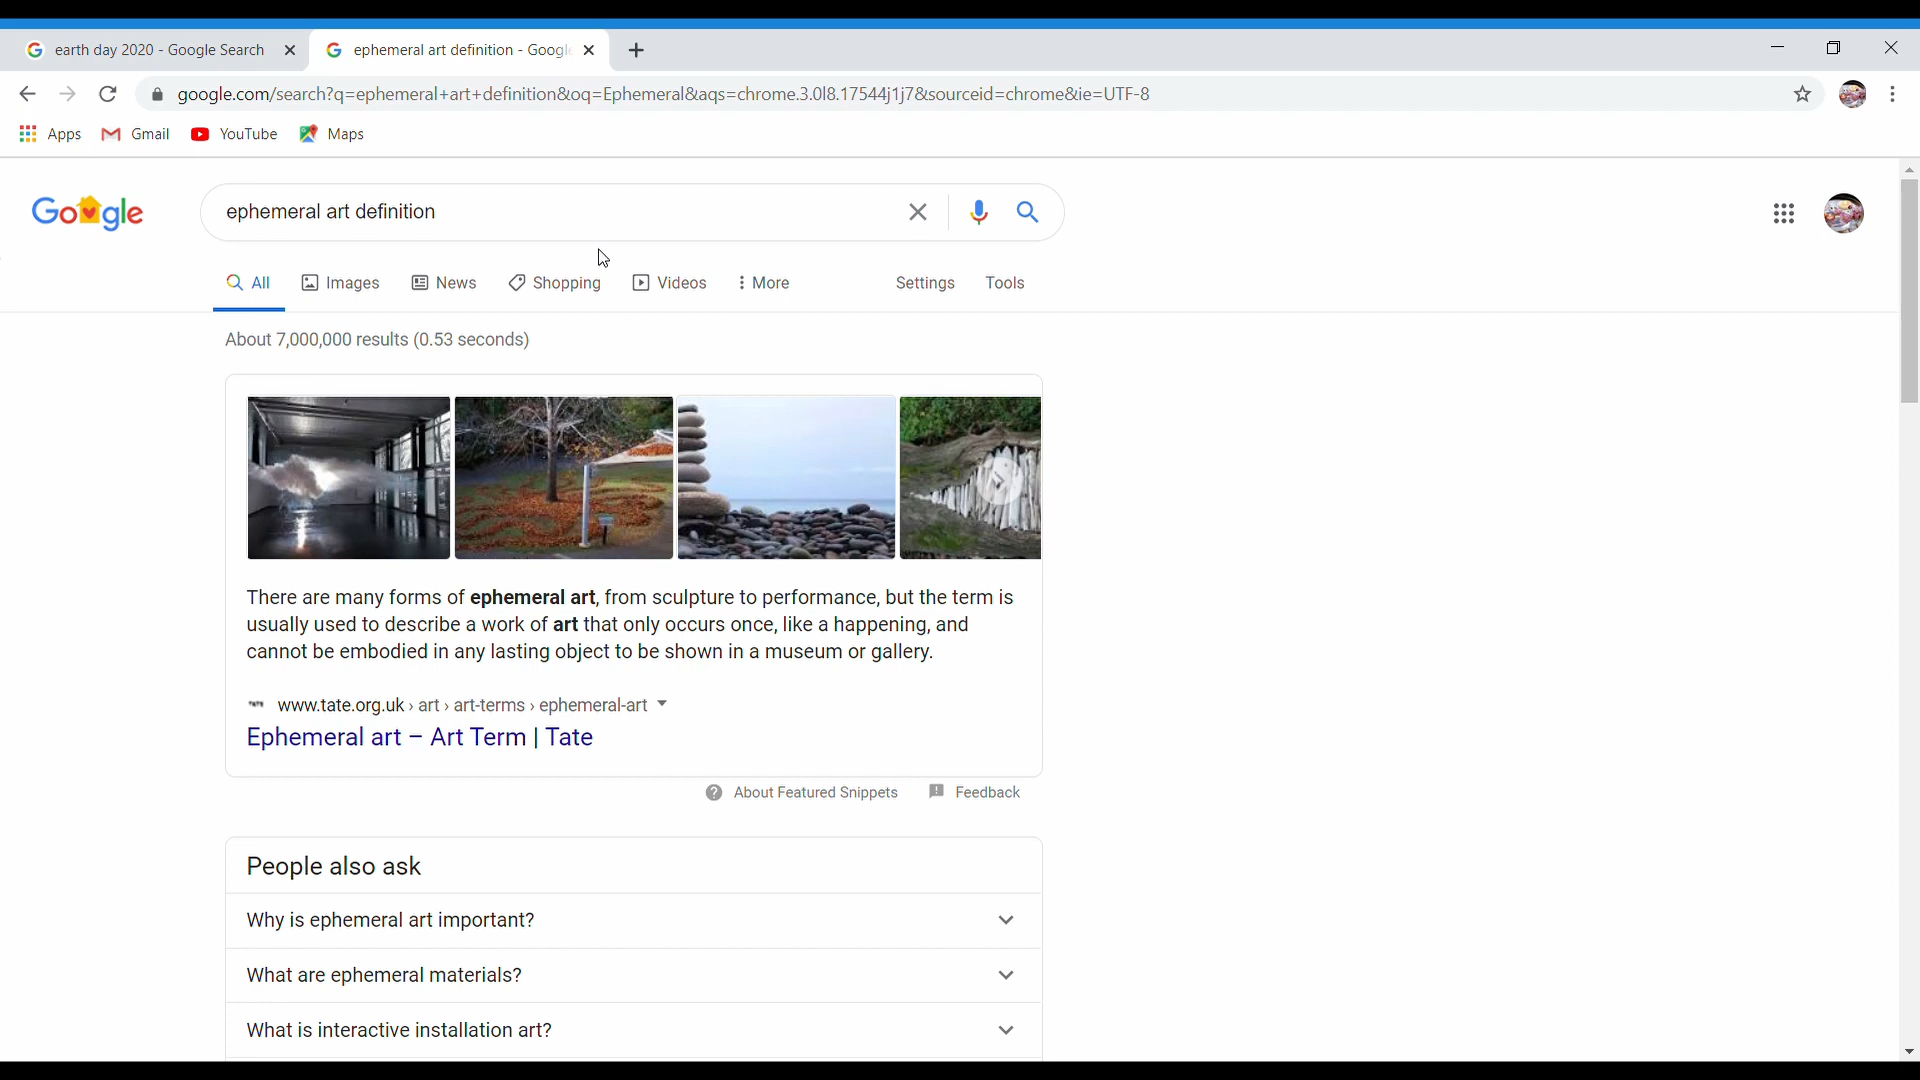 earth day 2020 - Google Search
ephemeral art definition - Googl
google.com/search?q=ephemeral+art+definition&oq=Ephemeral&aqs=chrome.3.0l8.17544j1j7&sourceid=chrome&ie=UTF-8
Apps Gmail YouTube Maps
Google
ephemeral art definition
All Images News Shopping Videos More Settings Tools
About 7,000,000 results (0.53 seconds)
There are many forms of ephemeral art, from sculpture to performance, but the term is
usually used to describe a work of art that only occurs once, like a happening, and
cannot be embodied in any lasting object to be shown in a museum or gallery.
www.tate.org.uk › art › art-terms › ephemeral-art
Ephemeral art – Art Term | Tate
About Featured Snippets Feedback
People also ask
Why is ephemeral art important?
What are ephemeral materials?
What is interactive installation art?